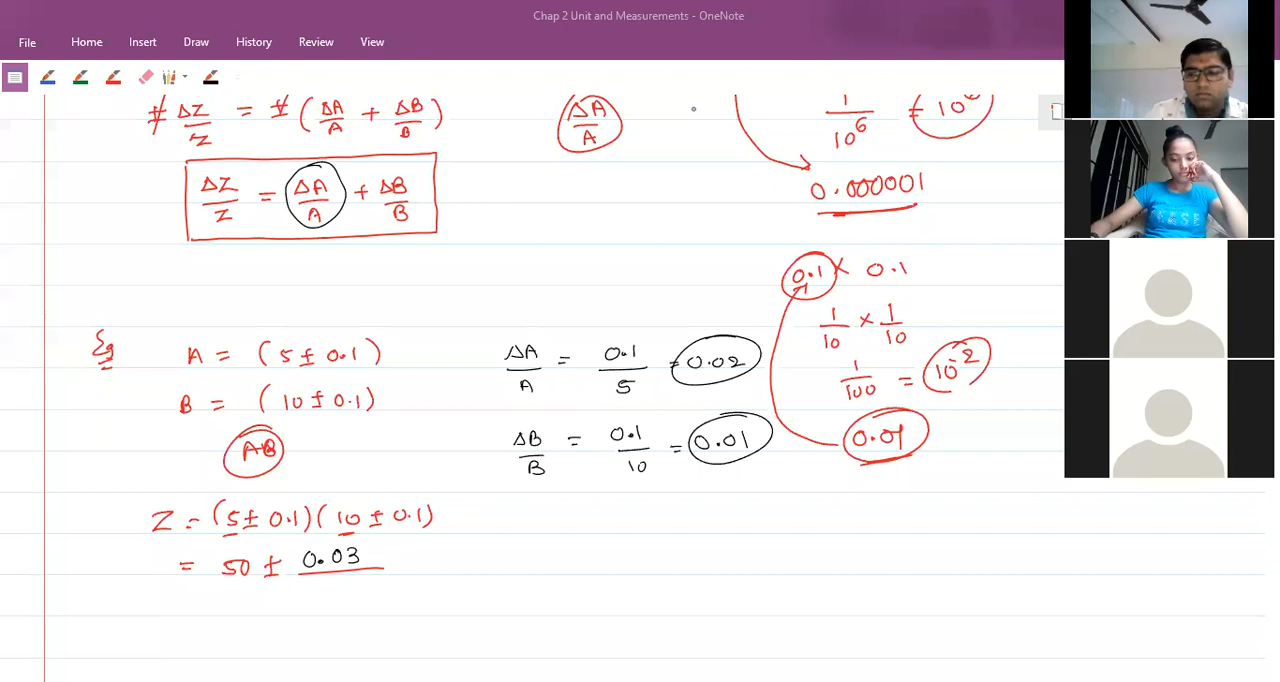 Chap 2 Unit and Measurements - OneNote
File Home Insert Draw History Review View
± ΔZ/Z = ± (ΔA/A + ΔB/B)
ΔA/A
1/10⁶ =
ΔZ/Z = ΔA/A + ΔB/B
0.000001
0.1 × 0.1
1/10 × 1/10
1/100 = 10⁻²
0.01
Eg
A = (5 ± 0.1)
ΔA/A = 0.1/5 = 0.02
B = (10 ± 0.1)
AB
ΔB/B = 0.1/10 = 0.01
Z = (5 ± 0.1)(10 ± 0.1)
= 50 ± 0.03